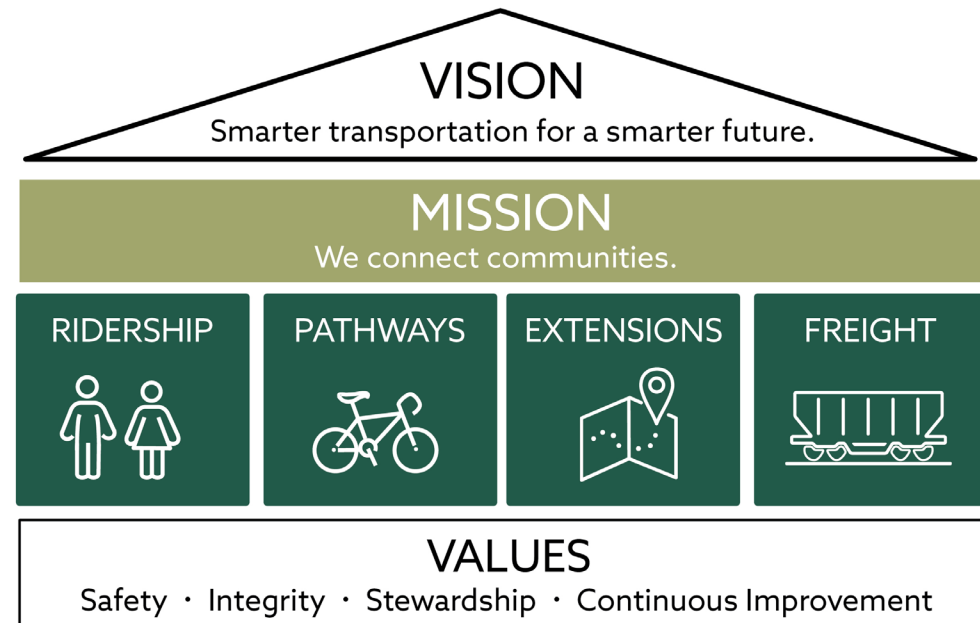 VISION
Smarter transportation for a smarter future.
MISSION
We connect communities.
RIDERSHIP
PATHWAYS
EXTENSIONS
FREIGHT
VALUES
Safety · Integrity · Stewardship · Continuous Improvement